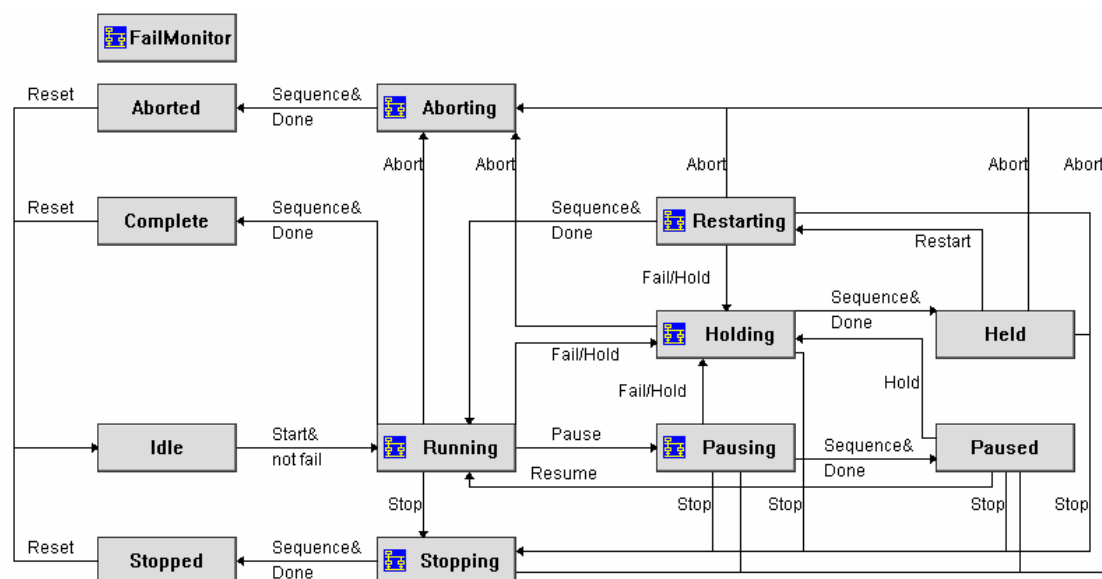 FailMonitor
Reset
Aborted
Sequence&
Done
Aborting
Abort
Abort
Abort
Abort
Abort
Reset
Complete
Sequence&
Done
Sequence&
Done
Restarting
Restart
Fail/Hold
Sequence&
Done
Holding
Held
Fail/Hold
Fail/Hold
Hold
Idle
Start&
not fail
Running
Pause
Pausing
Sequence&
Done
Paused
Resume
Stop
Stop
Stop
Stop
Stop
Reset
Stopped
Sequence&
Done
Stopping